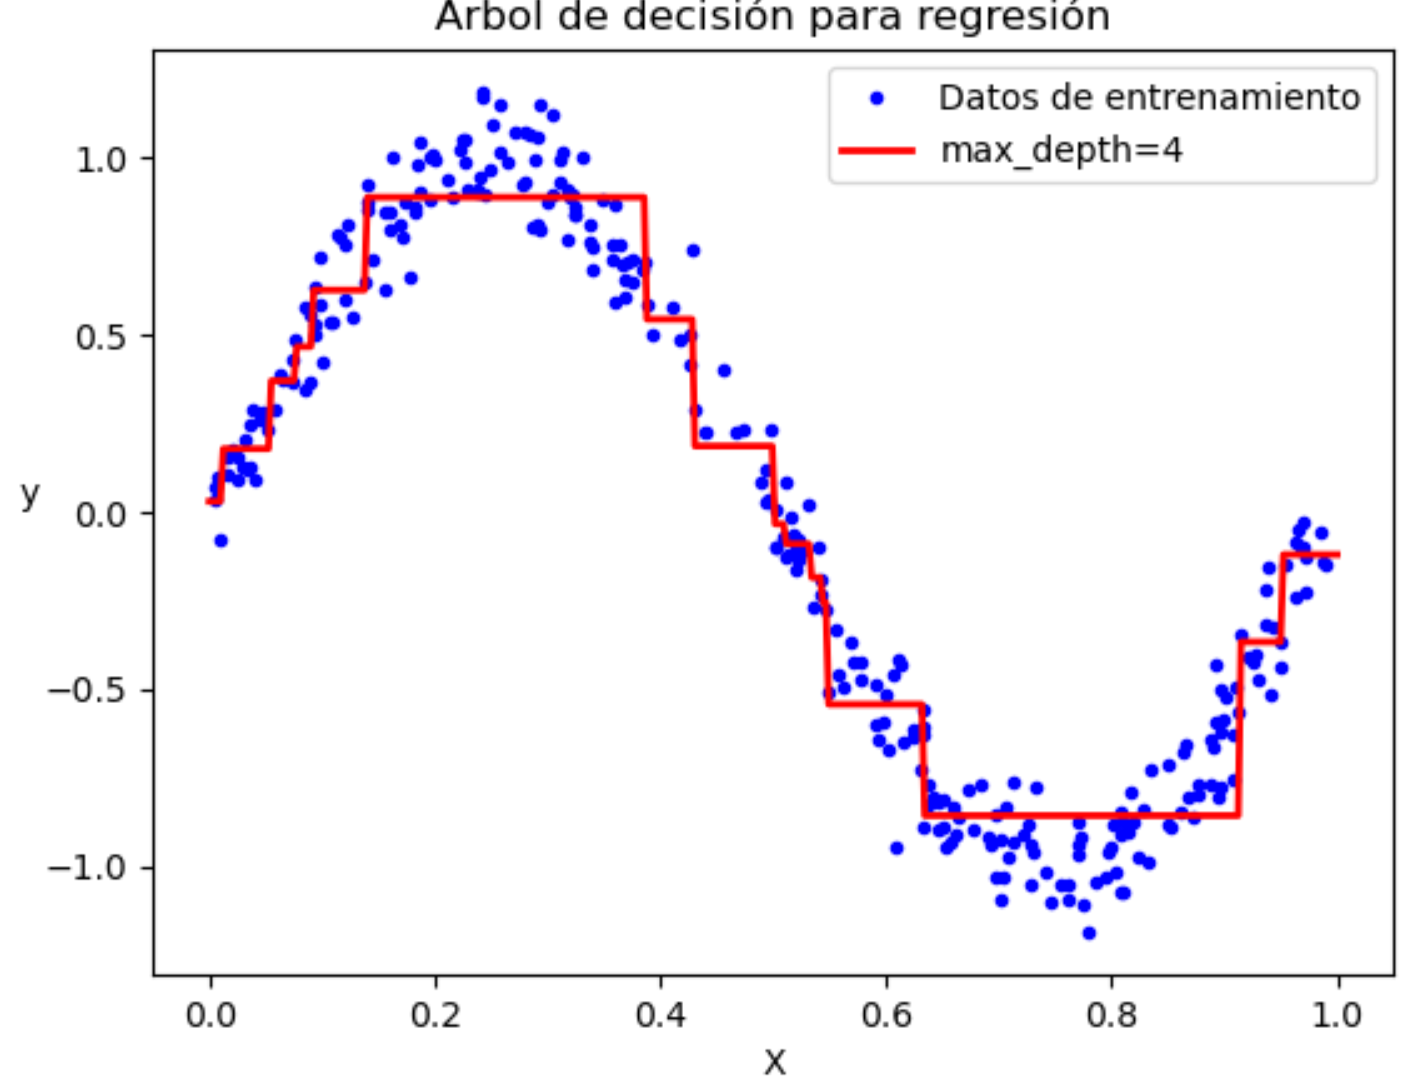 Árbol de decisión para regresión
Datos de entrenamiento
max_depth=4
1.0
0.5
0.0
−0.5
−1.0
y
0.0 0.2 0.4 0.6 0.8 1.0
X